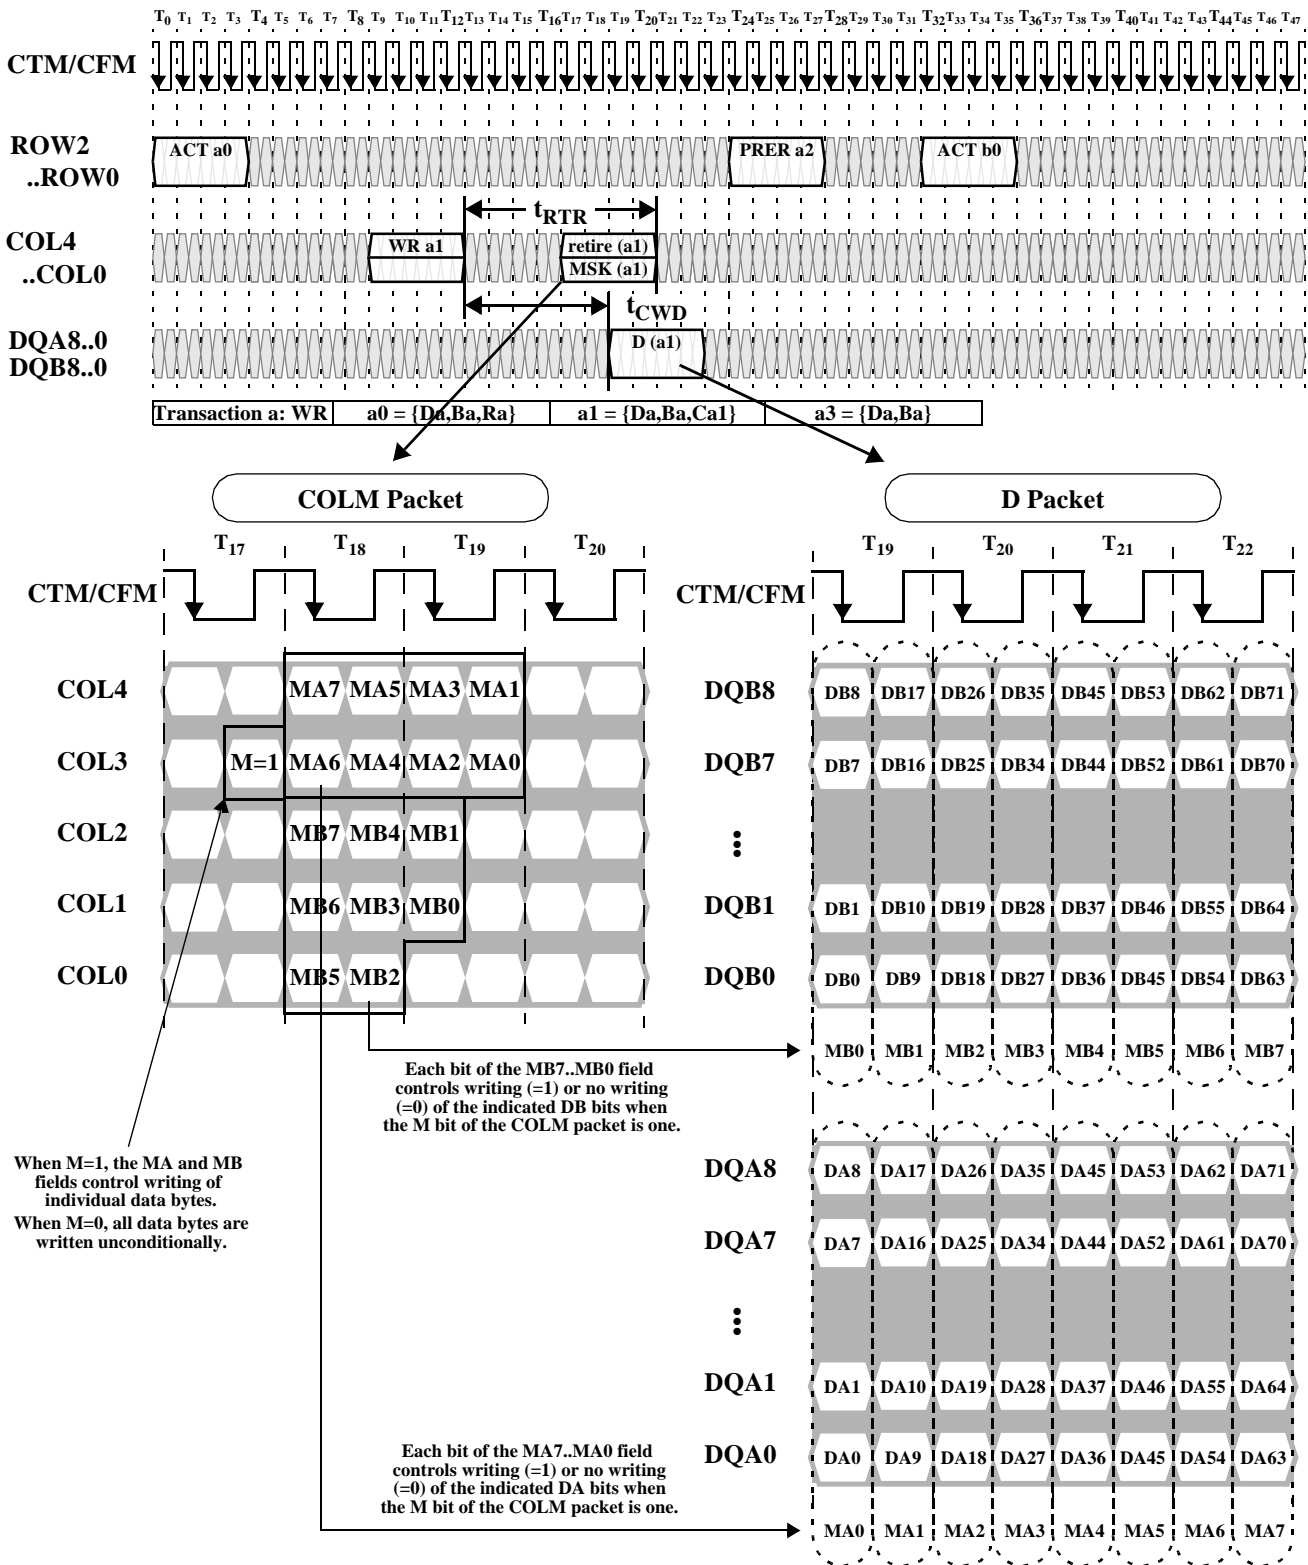 T0 T1 T2 T3 T4 T5 T6 T7 T8 T9 T10 T11 T12 T13 T14 T15 T16 T17 T18 T19 T20 T21 T22 T23 T24 T25 T26 T27 T28 T29 T30 T31 T32 T33 T34 T35 T36 T37 T38 T39 T40 T41 T42 T43 T44 T45 T46 T47
CTM/CFM
ROW2 ACT a0 PRER a2 ACT b0
..ROW0
tRTR
COL4 WR a1 retire (a1)
..COL0 MSK (a1)
tCWD
DQA8..0 D (a1)
DQB8..0
Transaction a: WR a0 = {Da,Ba,Ra} a1 = {Da,Ba,Ca1} a3 = {Da,Ba}
COLM Packet
T17 T18 T19 T20
CTM/CFM
COL4 MA7 MA5 MA3 MA1
COL3 M=1 MA6 MA4 MA2 MA0
COL2 MB7 MB4 MB1
COL1 MB6 MB3 MB0
COL0 MB5 MB2
Each bit of the MB7..MB0 field
controls writing (=1) or no writing
(=0) of the indicated DB bits when
the M bit of the COLM packet is one.
When M=1, the MA and MB
fields control writing of
individual data bytes.
When M=0, all data bytes are
written unconditionally.
Each bit of the MA7..MA0 field
controls writing (=1) or no writing
(=0) of the indicated DA bits when
the M bit of the COLM packet is one.
D Packet
T19 T20 T21 T22
CTM/CFM
DQB8 DB8 DB17 DB26 DB35 DB45 DB53 DB62 DB71
DQB7 DB7 DB16 DB25 DB34 DB44 DB52 DB61 DB70
DQB1 DB1 DB10 DB19 DB28 DB37 DB46 DB55 DB64
DQB0 DB0 DB9 DB18 DB27 DB36 DB45 DB54 DB63
MB0 MB1 MB2 MB3 MB4 MB5 MB6 MB7
DQA8 DA8 DA17 DA26 DA35 DA45 DA53 DA62 DA71
DQA7 DA7 DA16 DA25 DA34 DA44 DA52 DA61 DA70
DQA1 DA1 DA10 DA19 DA28 DA37 DA46 DA55 DA64
DQA0 DA0 DA9 DA18 DA27 DA36 DA45 DA54 DA63
MA0 MA1 MA2 MA3 MA4 MA5 MA6 MA7